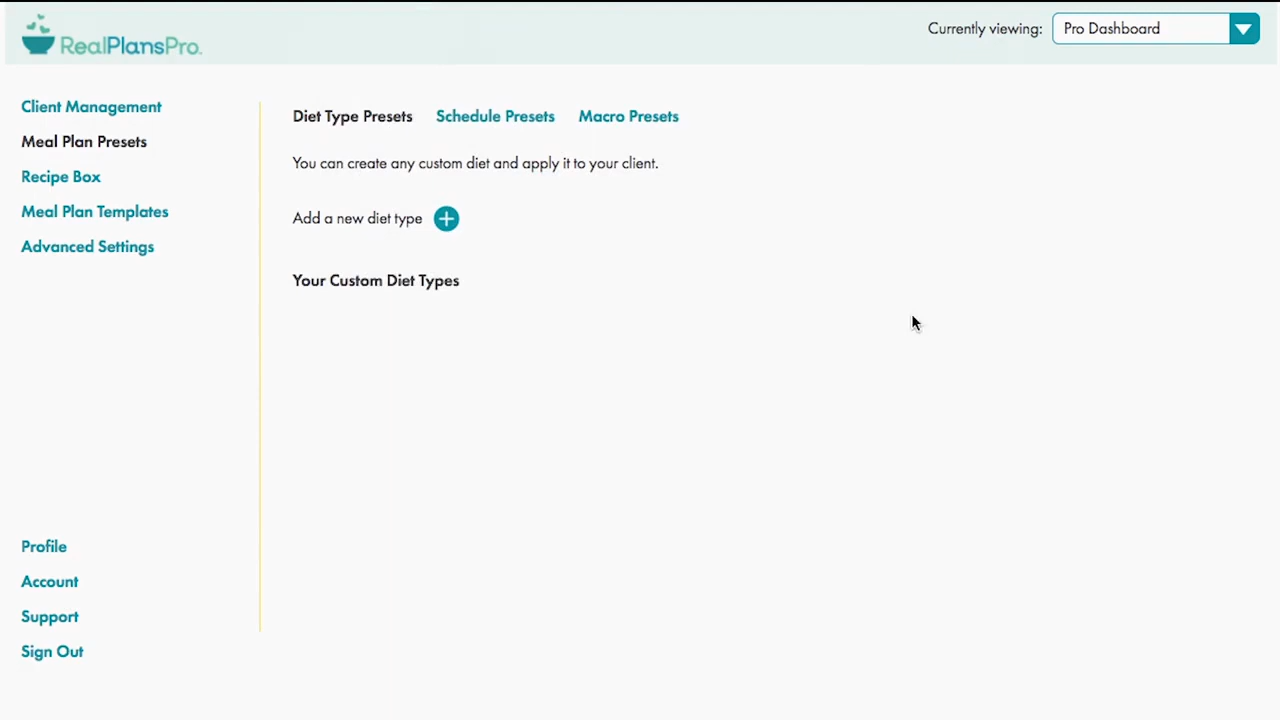 RealPlansPro.
Currently viewing: Pro Dashboard
Client Management
Meal Plan Presets
Recipe Box
Meal Plan Templates
Advanced Settings
Profile
Account
Support
Sign Out
Diet Type Presets Schedule Presets Macro Presets
You can create any custom diet and apply it to your client.
Add a new diet type
Your Custom Diet Types